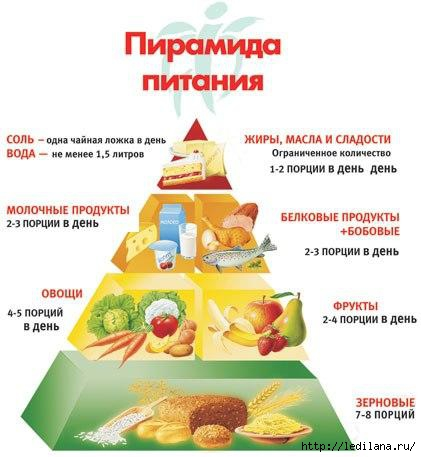 Пирамида
питания
СОЛЬ – одна чайная ложка в день
ВОДА — не менее 1,5 литров
ЖИРЫ, МАСЛА И СЛАДОСТИ
Ограниченное количество
1-2 ПОРЦИИ в день день
МОЛОЧНЫЕ ПРОДУКТЫ
2-3 ПОРЦИИ в день
БЕЛКОВЫЕ ПРОДУКТЫ
+БОБОВЫЕ
2-3 ПОРЦИИ в день
ОВОЩИ
4-5 ПОРЦИЙ
в день
ФРУКТЫ
2-4 ПОРЦИИ в день
ЗЕРНОВЫЕ
7-8 ПОРЦИЙ
http://ledilana.ru/